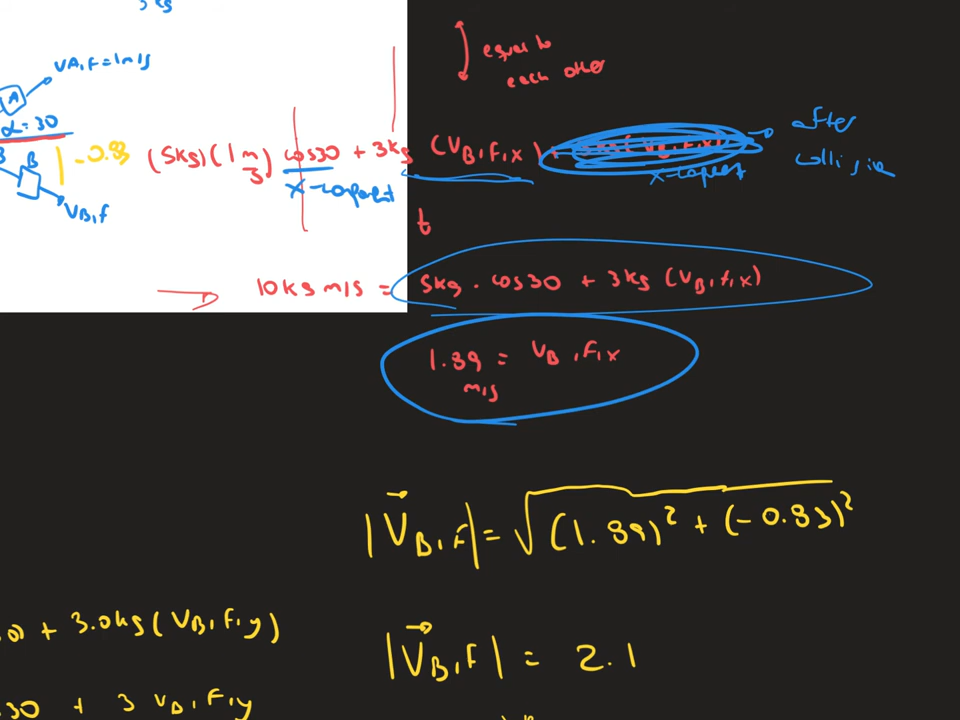 equal to
each other
VA,F=1m/s
A
α=30
B
-0.83
VB,f
(5kg)(1 m/s) cos30 + 3kg (VB,F,x) +
after
collision
x-component
t
10kg m/s = 5kg · cos30 + 3kg (VB,f,x)
1.89 = VB,F,x
m/s
|VB,F| = √(1.89)² + (-0.83)²
+ 3.0kg (VB,F,y)
|VB,F| = 2.1
30 + 3 VB,F,y